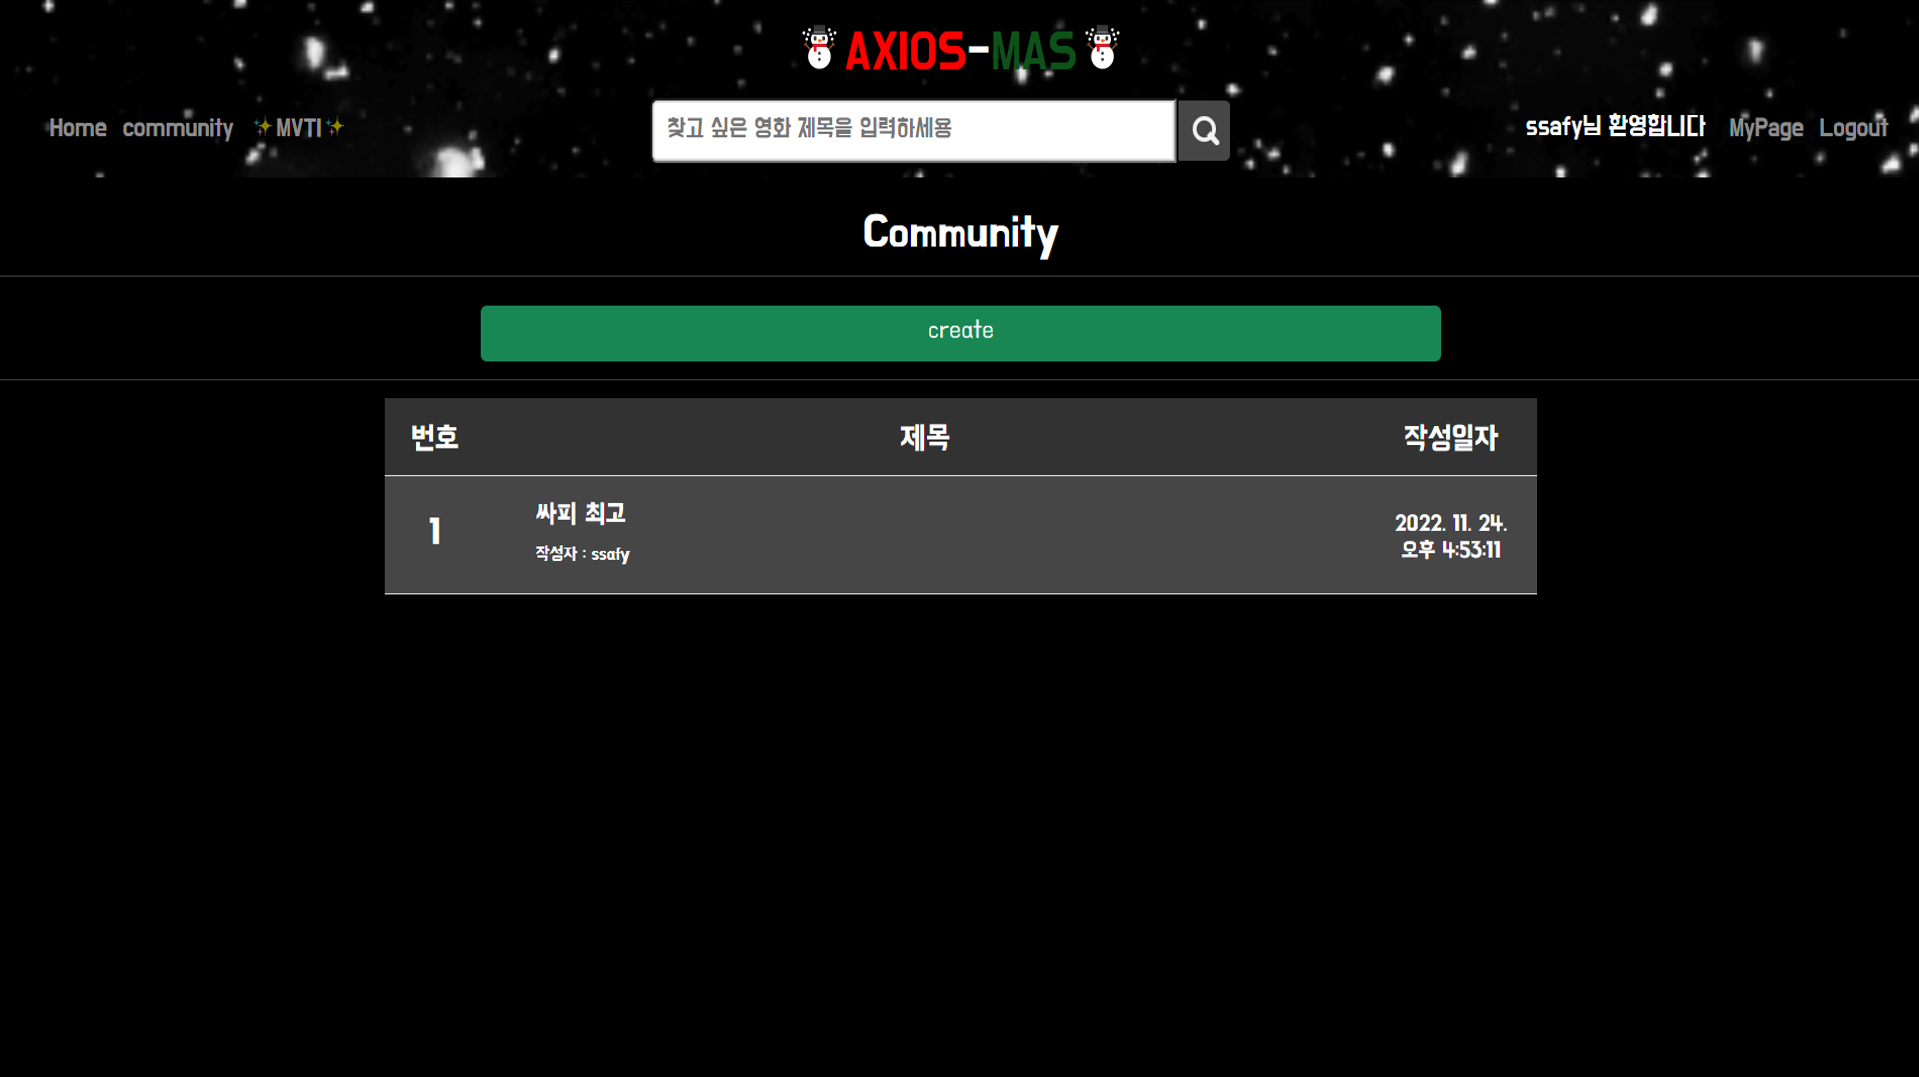 AXIOS-MAS
Home community ✨MVTI✨
찾고 싶은 영화 제목을 입력하세용
ssafy님 환영합니다 MyPage Logout
Community
create
번호 제목 작성일자
1
싸피 최고
작성자 : ssafy
2022. 11. 24.
오후 4:53:11